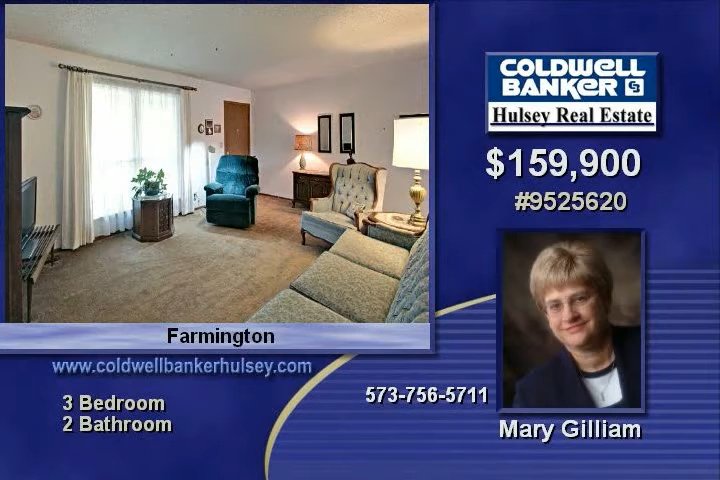 COLDWELL
BANKER CB
Hulsey Real Estate
$159,900
#9525620
Farmington
www.coldwellbankerhulsey.com
3 Bedroom
2 Bathroom
573-756-5711
Mary Gilliam